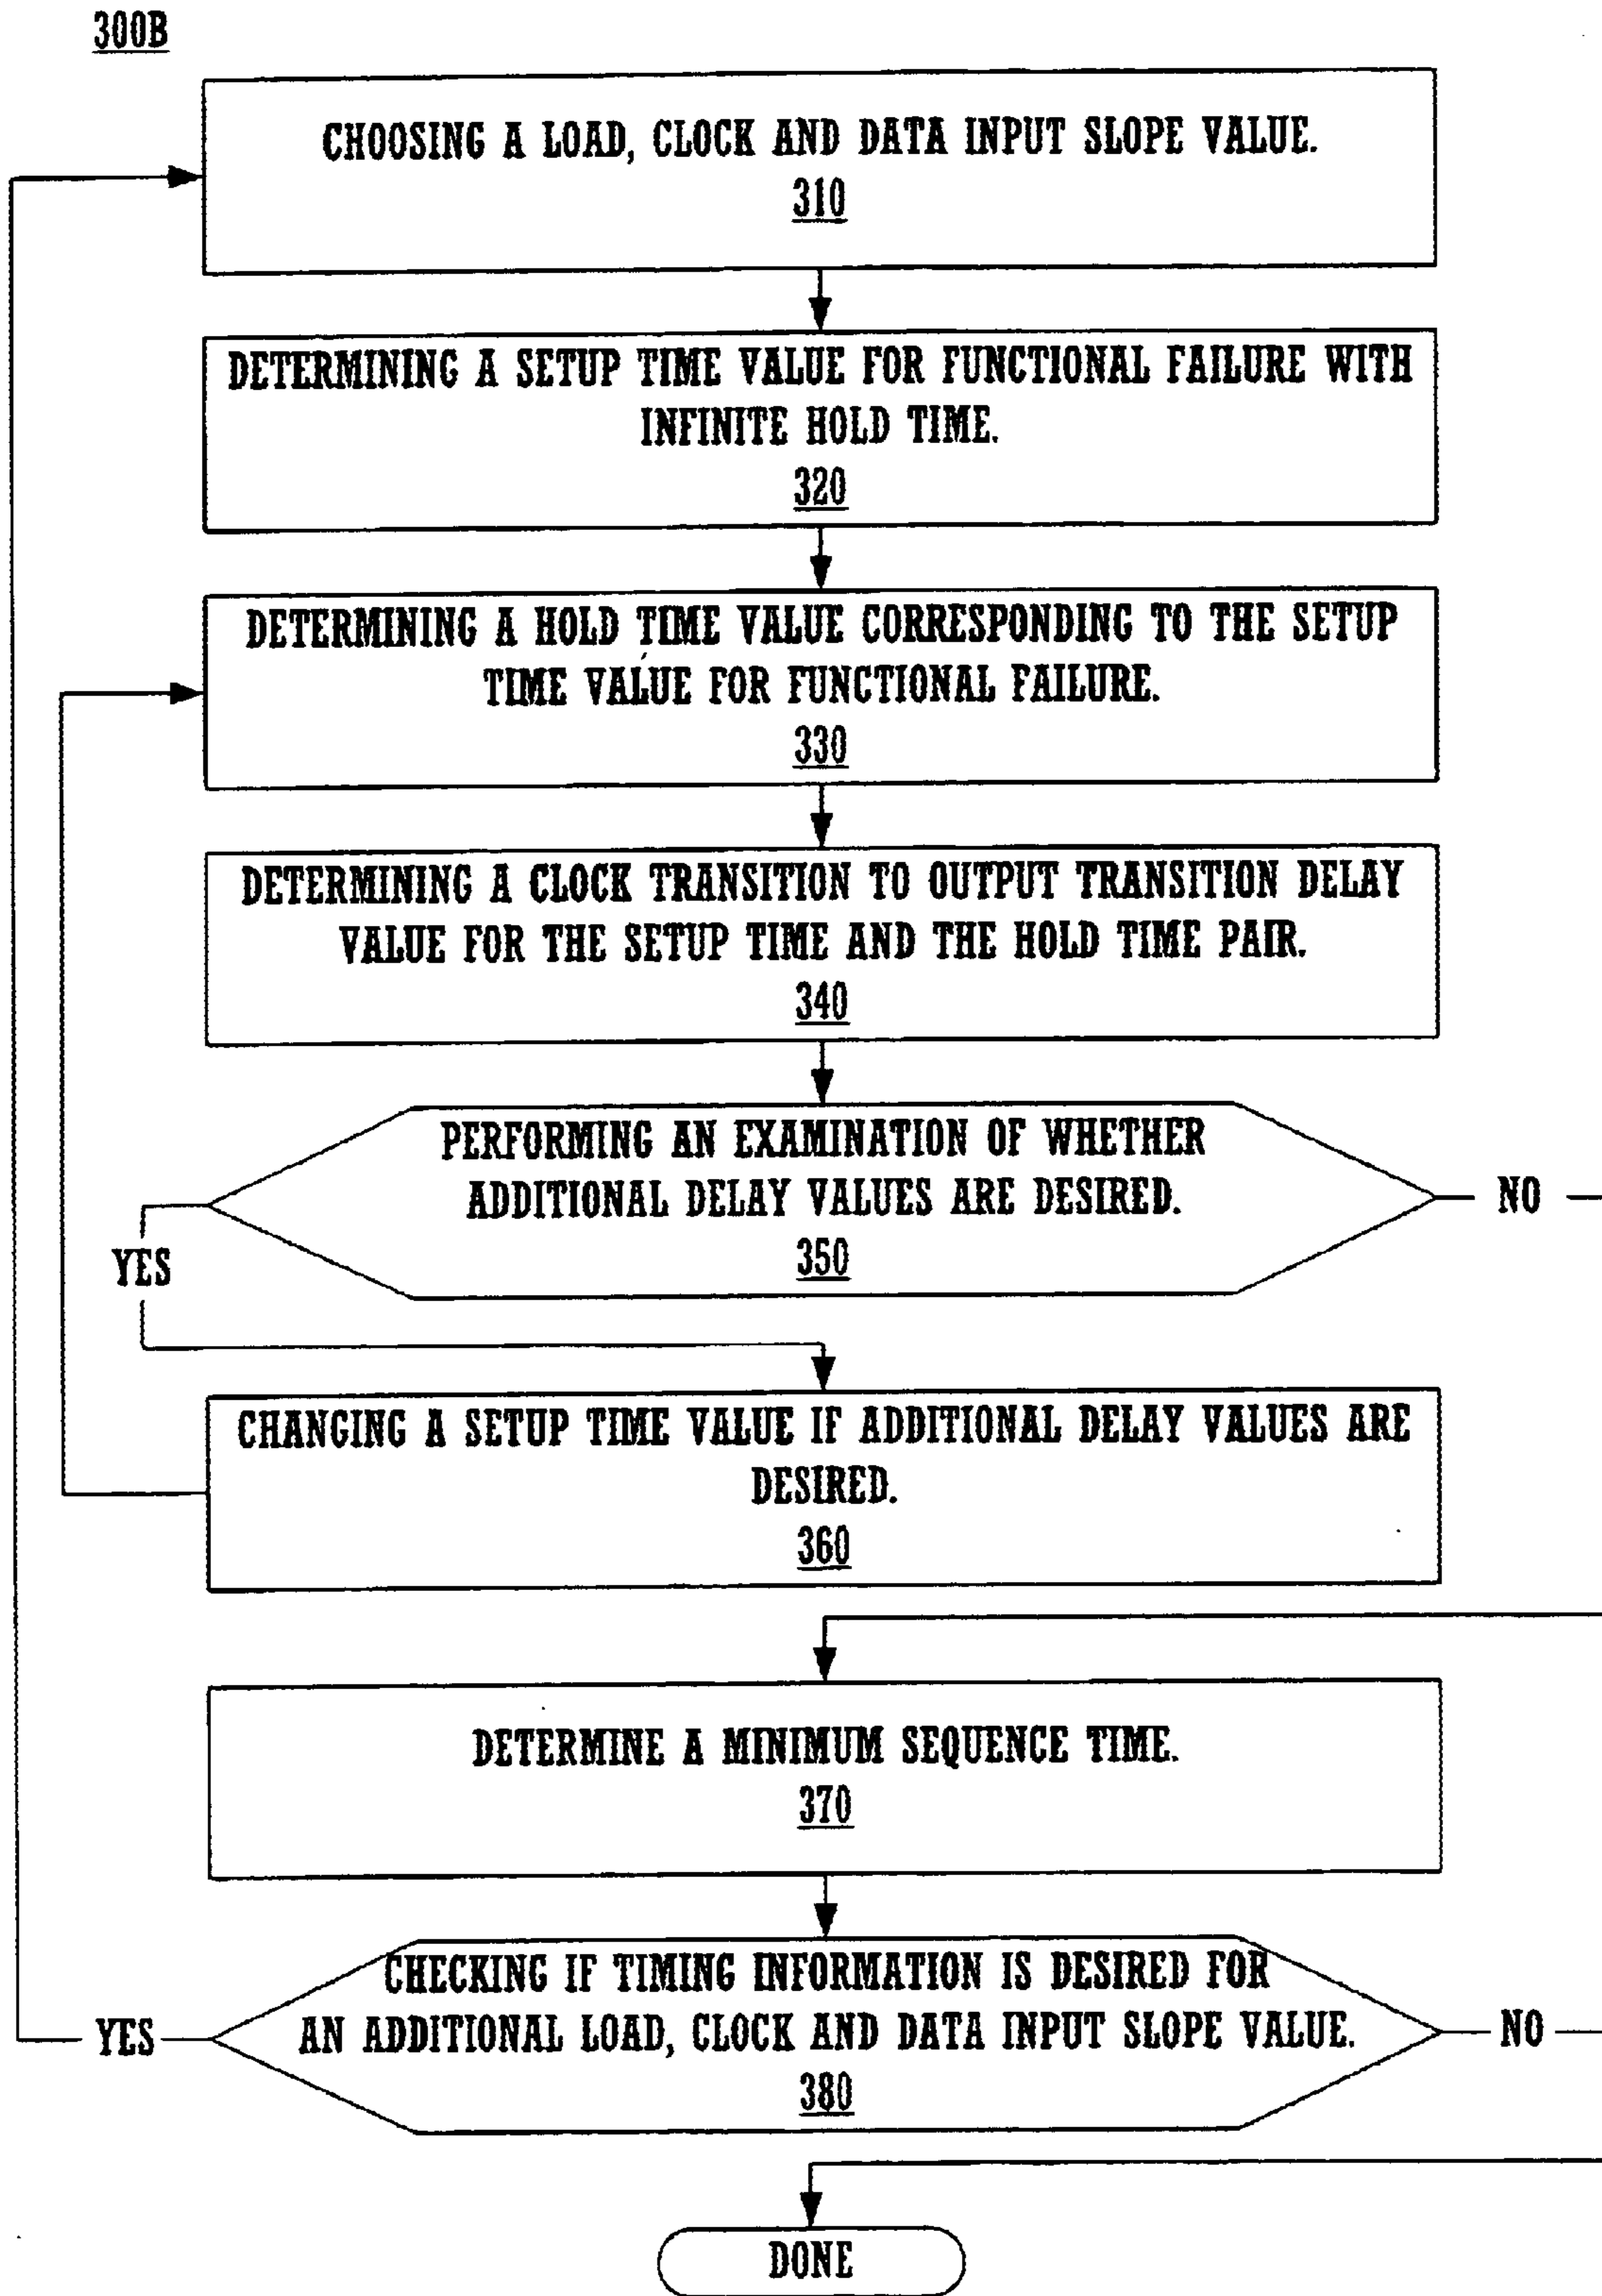 300B
CHOOSING A LOAD, CLOCK AND DATA INPUT SLOPE VALUE.
310
DETERMINING A SETUP TIME VALUE FOR FUNCTIONAL FAILURE WITH
INFINITE HOLD TIME.
320
DETERMINING A HOLD TIME VALUE CORRESPONDING TO THE SETUP
TIME VALUE FOR FUNCTIONAL FAILURE.
330
DETERMINING A CLOCK TRANSITION TO OUTPUT TRANSITION DELAY
VALUE FOR THE SETUP TIME AND THE HOLD TIME PAIR.
340
PERFORMING AN EXAMINATION OF WHETHER
ADDITIONAL DELAY VALUES ARE DESIRED.
NO
350
YES
CHANGING A SETUP TIME VALUE IF ADDITIONAL DELAY VALUES ARE
DESIRED.
360
DETERMINE A MINIMUM SEQUENCE TIME.
370
CHECKING IF TIMING INFORMATION IS DESIRED FOR
AN ADDITIONAL LOAD, CLOCK AND DATA INPUT SLOPE VALUE.
YES
NO
380
DONE